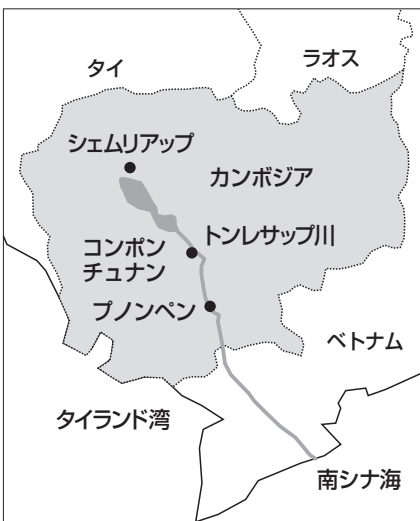 タイ
ラオス
シェムリアップ
カンボジア
コンポン
チュナン
トンレサップ川
プノンペン
ベトナム
タイランド湾
南シナ海